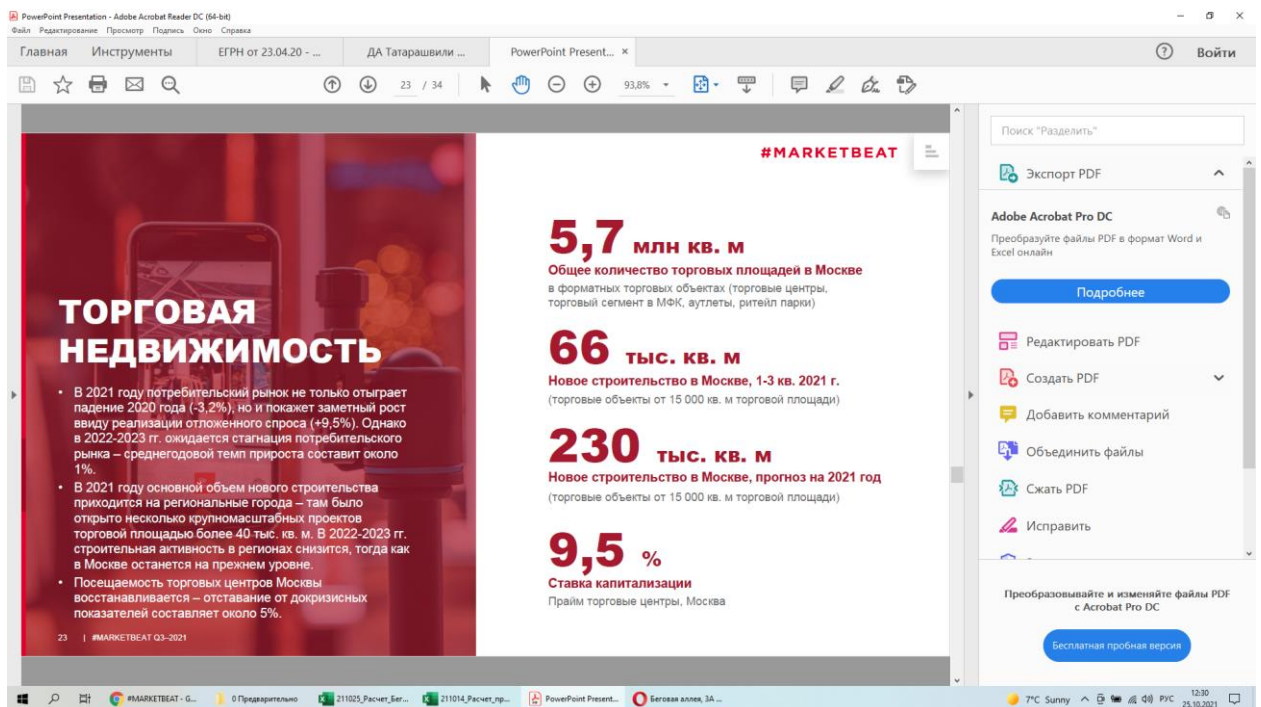 PowerPoint Presentation - Adobe Acrobat Reader DC (64-bit)
Файл Редактирование Просмотр Подпись Окно Справка
Главная Инструменты ЕГРН от 23.04.20 - ... ДА Татарашвили ... PowerPoint Present... × Войти
23 / 34 93,8%
Поиск "Разделить"
Экспорт PDF
Adobe Acrobat Pro DC
Преобразуйте файлы PDF в формат Word и
Excel онлайн
Подробнее
Редактировать PDF
Создать PDF
Добавить комментарий
Объединить файлы
Сжать PDF
Исправить
Преобразовывайте и изменяйте файлы PDF
с Acrobat Pro DC
Бесплатная пробная версия
#MARKETBEAT
ТОРГОВАЯ
НЕДВИЖИМОСТЬ
• В 2021 году потребительский рынок не только отыграет
падение 2020 года (-3,2%), но и покажет заметный рост
ввиду реализации отложенного спроса (+9,5%). Однако
в 2022-2023 гг. ожидается стагнация потребительского
рынка – среднегодовой темп прироста составит около
1%.
• В 2021 году основной объем нового строительства
приходится на региональные города – там было
открыто несколько крупномасштабных проектов
торговой площадью более 40 тыс. кв. м. В 2022-2023 гг.
строительная активность в регионах снизится, тогда как
в Москве останется на прежнем уровне.
• Посещаемость торговых центров Москвы
восстанавливается – отставание от докризисных
показателей составляет около 5%.
23 | #MARKETBEAT Q3–2021
5,7 млн кв. м
Общее количество торговых площадей в Москве
в форматных торговых объектах (торговые центры,
торговый сегмент в МФК, аутлеты, ритейл парки)
66 тыс. кв. м
Новое строительство в Москве, 1-3 кв. 2021 г.
(торговые объекты от 15 000 кв. м торговой площади)
230 тыс. кв. м
Новое строительство в Москве, прогноз на 2021 год
(торговые объекты от 15 000 кв. м торговой площади)
9,5 %
Ставка капитализации
Прайм торговые центры, Москва
#MARKETBEAT - G... 0 Предварительно 211025_Расчет_Бег... 211014_Расчет_пр... PowerPoint Present... Беговая аллея, 3А ... 7°C Sunny РУС 12:30
25.10.2021